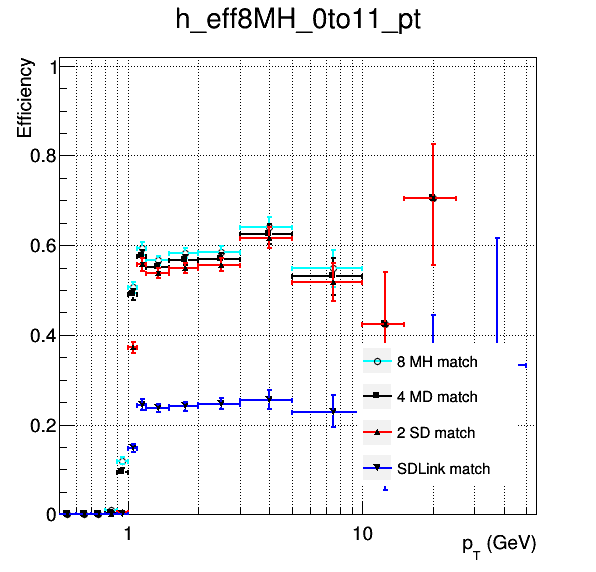 h_eff8MH_0to11_pt
Efficiency
1
0.8
0.6
0.4
0.2
0
8 MH match
4 MD match
2 SD match
SDLink match
1
10
p_T (GeV)